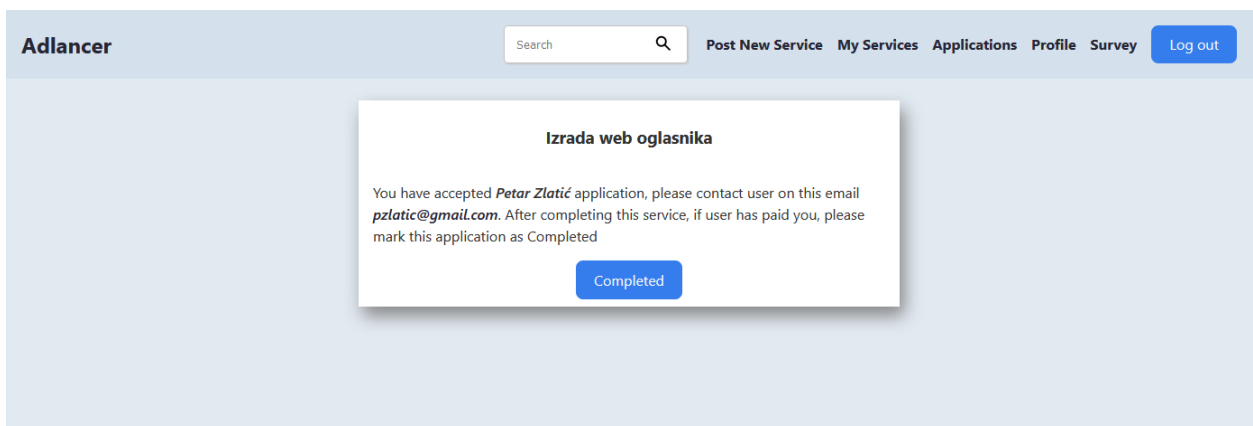 Adlancer
Search
Post New Service My Services Applications Profile Survey Log out
Izrada web oglasnika
You have accepted Petar Zlatić application, please contact user on this email
pzlatic@gmail.com. After completing this service, if user has paid you, please
mark this application as Completed
Completed